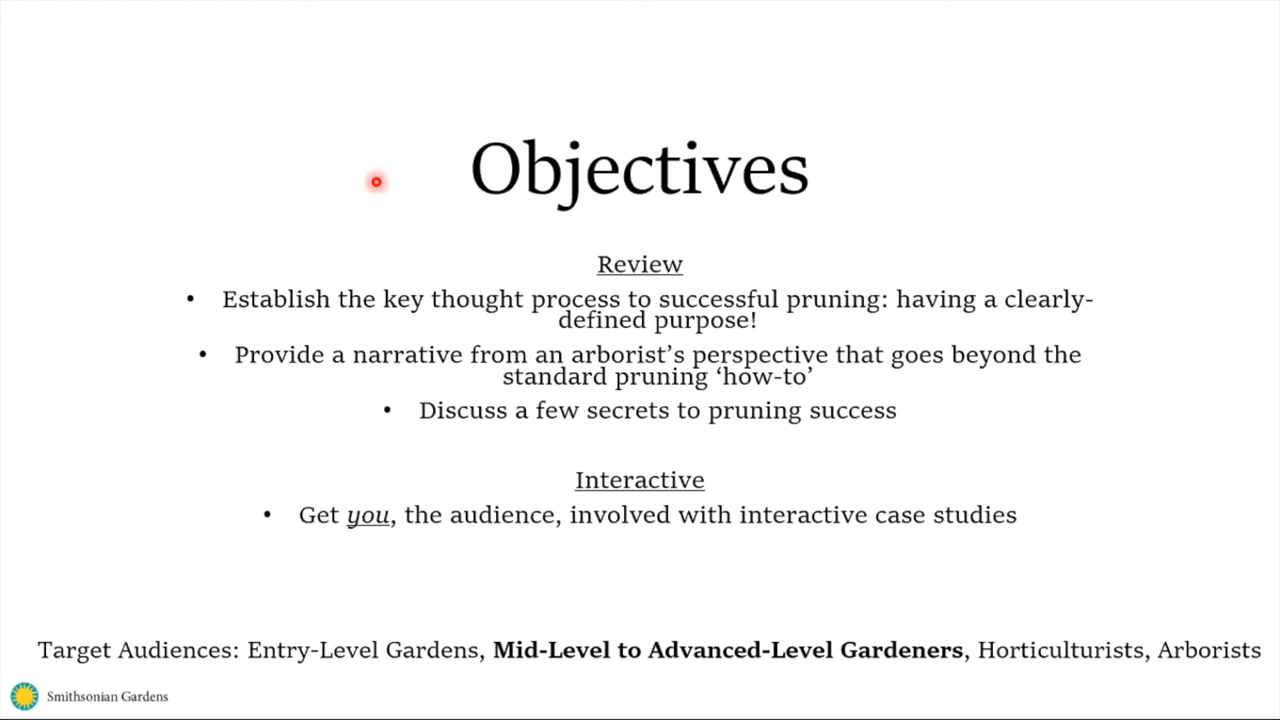 Objectives
Review
• Establish the key thought process to successful pruning: having a clearly-
defined purpose!
• Provide a narrative from an arborist’s perspective that goes beyond the
standard pruning ‘how-to’
• Discuss a few secrets to pruning success
Interactive
• Get you, the audience, involved with interactive case studies
Target Audiences: Entry-Level Gardens, Mid-Level to Advanced-Level Gardeners, Horticulturists, Arborists
Smithsonian Gardens